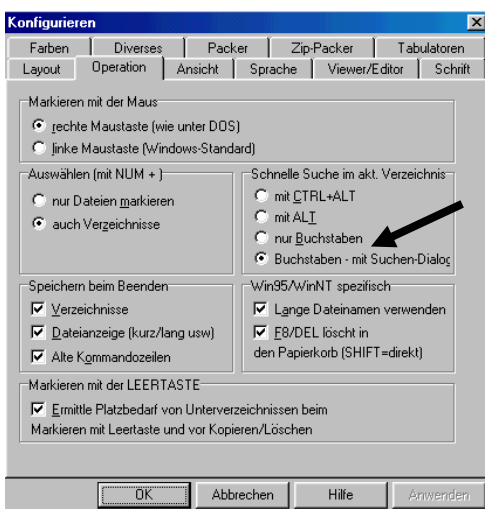 Konfigurieren
Farben Diverses Packer Zip-Packer Tabulatoren
Layout Operation Ansicht Sprache Viewer/Editor Schrift
Markieren mit der Maus
rechte Maustaste (wie unter DOS)
linke Maustaste (Windows-Standard)
Auswählen (mit NUM + )
nur Dateien markieren
auch Verzeichnisse
Schnelle Suche im akt. Verzeichnis
mit CTRL+ALT
mit ALT
nur Buchstaben
Buchstaben - mit Suchen-Dialog
Speichern beim Beenden
Verzeichnisse
Dateianzeige (kurz/lang usw)
Alte Kommandozeilen
Win95/WinNT spezifisch
Lange Dateinamen verwenden
F8/DEL löscht in
den Papierkorb (SHIFT=direkt)
Markieren mit der LEERTASTE
Ermittle Platzbedarf von Unterverzeichnissen beim
Markieren mit Leertaste und vor Kopieren/Löschen
OK Abbrechen Hilfe Anwenden